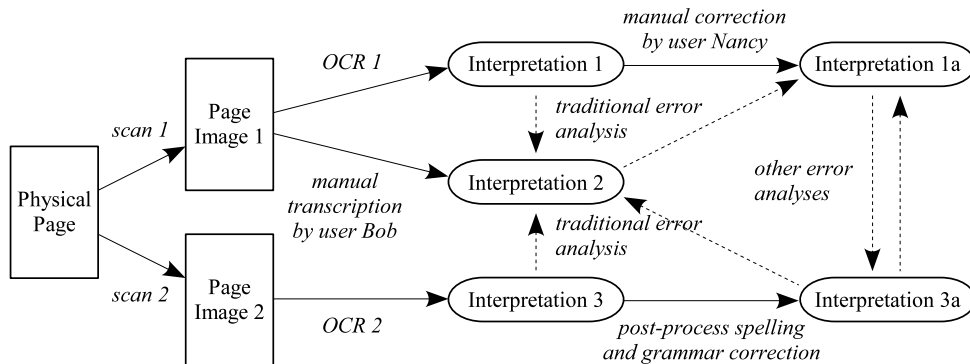 manual correction
by user Nancy
OCR 1
Interpretation 1
Interpretation 1a
Page
Image 1
scan 1
traditional error
analysis
Physical
Page
manual
transcription
by user Bob
Interpretation 2
other error
analyses
traditional error
analysis
scan 2
Page
Image 2
OCR 2
Interpretation 3
Interpretation 3a
post-process spelling
and grammar correction